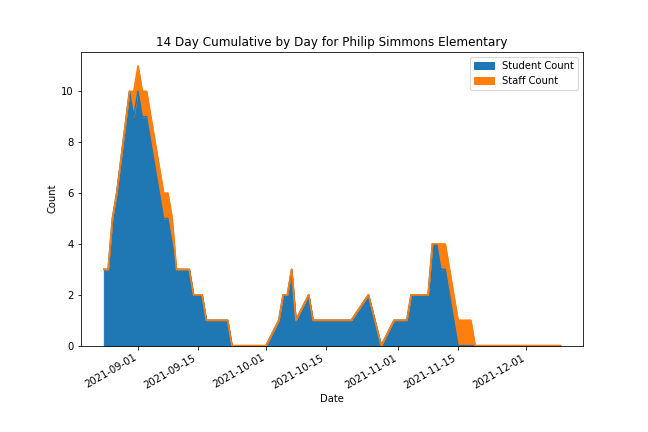 14 Day Cumulative by Day for Philip Simmons Elementary
Student Count
Staff Count
10
8
6
4
2
0
Count
2021-09-01
2021-09-15
2021-10-01
2021-10-15
2021-11-01
2021-11-15
2021-12-01
Date